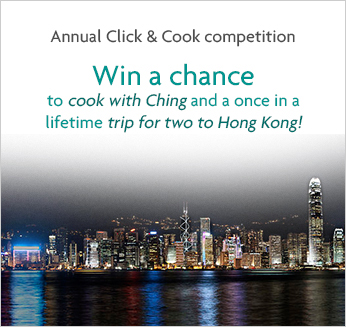 Annual Click & Cook competition
Win a chance
to cook with Ching and a once in a
lifetime trip for two to Hong Kong!